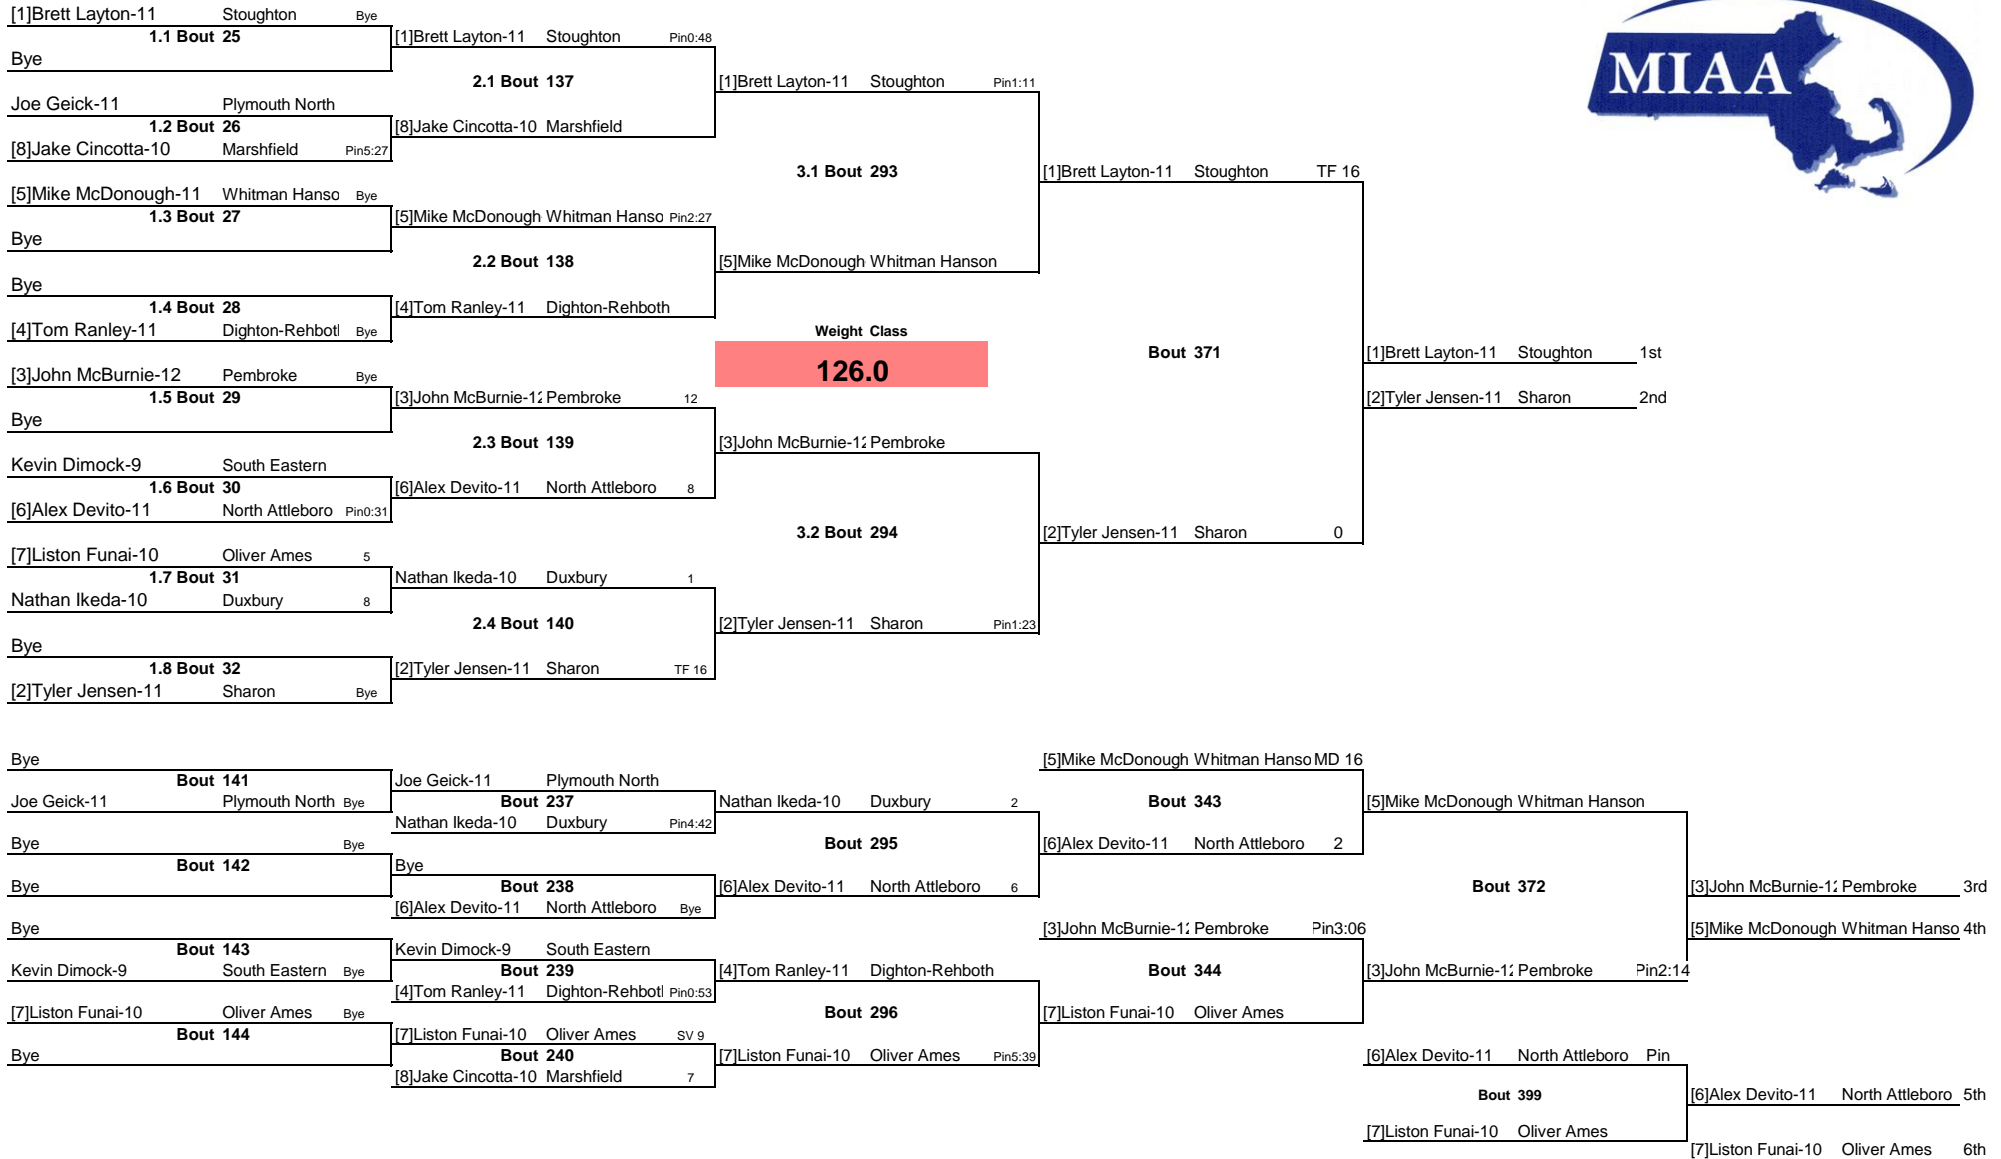 [1]Brett Layton-11 Stoughton Bye
1.1 Bout 25
Bye
[1]Brett Layton-11 Stoughton Pin0:48
2.1 Bout 137
[1]Brett Layton-11 Stoughton Pin1:11
MIAA
Joe Geick-11 Plymouth North
1.2 Bout 26
[8]Jake Cincotta-10 Marshfield Pin5:27
[8]Jake Cincotta-10 Marshfield
3.1 Bout 293
[1]Brett Layton-11 Stoughton TF 16
[5]Mike McDonough-11 Whitman Hanso Bye
1.3 Bout 27
Bye
[5]Mike McDonough Whitman Hanso Pin2:27
2.2 Bout 138
[5]Mike McDonough Whitman Hanson
Bye
1.4 Bout 28
[4]Tom Ranley-11 Dighton-Rehbot Bye
[4]Tom Ranley-11 Dighton-Rehboth
Weight Class
126.0
Bout 371
[1]Brett Layton-11 Stoughton 1st
[2]Tyler Jensen-11 Sharon 2nd
[3]John McBurnie-12 Pembroke Bye
1.5 Bout 29
Bye
[3]John McBurnie-12 Pembroke 12
2.3 Bout 139
[3]John McBurnie-12 Pembroke
Kevin Dimock-9 South Eastern
1.6 Bout 30
[6]Alex Devito-11 North Attleboro Pin0:31
[6]Alex Devito-11 North Attleboro 8
3.2 Bout 294
[2]Tyler Jensen-11 Sharon 0
[7]Liston Funai-10 Oliver Ames 5
1.7 Bout 31
Nathan Ikeda-10 Duxbury 8
Nathan Ikeda-10 Duxbury 1
2.4 Bout 140
[2]Tyler Jensen-11 Sharon Pin1:23
Bye
1.8 Bout 32
[2]Tyler Jensen-11 Sharon Bye
[2]Tyler Jensen-11 Sharon TF 16
Bye
Bout 141
Joe Geick-11 Plymouth North Bye
Joe Geick-11 Plymouth North
Bout 237
Nathan Ikeda-10 Duxbury Pin4:42
Nathan Ikeda-10 Duxbury 2
[5]Mike McDonough Whitman Hanso MD 16
Bout 343
[5]Mike McDonough Whitman Hanson
Bye Bye
Bout 142
Bye
Bye
Bout 238
[6]Alex Devito-11 North Attleboro Bye
Bout 295
[6]Alex Devito-11 North Attleboro 6
[6]Alex Devito-11 North Attleboro 2
Bout 372
[3]John McBurnie-12 Pembroke 3rd
[5]Mike McDonough Whitman Hanso 4th
Bye
Bout 143
Kevin Dimock-9 South Eastern Bye
Kevin Dimock-9 South Eastern
Bout 239
[4]Tom Ranley-11 Dighton-Rehbot Pin0:53
[4]Tom Ranley-11 Dighton-Rehboth
[3]John McBurnie-12 Pembroke Pin3:06
Bout 344
[3]John McBurnie-12 Pembroke Pin2:14
[7]Liston Funai-10 Oliver Ames Bye
Bout 144
Bye
[7]Liston Funai-10 Oliver Ames SV 9
Bout 240
[8]Jake Cincotta-10 Marshfield 7
Bout 296
[7]Liston Funai-10 Oliver Ames Pin5:39
[7]Liston Funai-10 Oliver Ames
[6]Alex Devito-11 North Attleboro Pin
Bout 399
[7]Liston Funai-10 Oliver Ames
[6]Alex Devito-11 North Attleboro 5th
[7]Liston Funai-10 Oliver Ames 6th